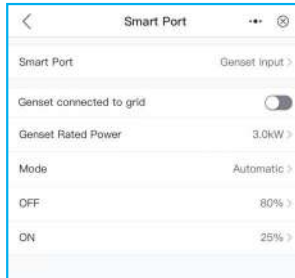 Smart Port
Smart Port Genset input
Genset connected to grid
Genset Rated Power 3.0kW
Mode Automatic
OFF 80%
ON 25%